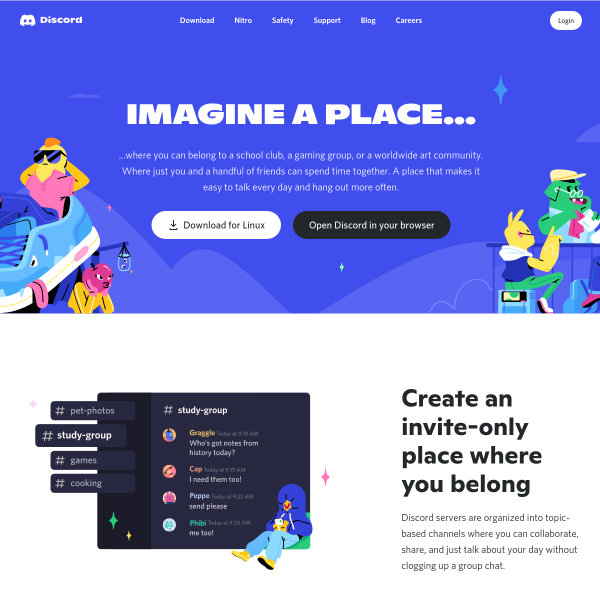 Discord
Download Nitro Safety Support Blog Careers
Login
IMAGINE A PLACE...
...where you can belong to a school club, a gaming group, or a worldwide art community.
Where just you and a handful of friends can spend time together. A place that makes it
easy to talk every day and hang out more often.
Download for Linux
Open Discord in your browser
# pet-photos
# study-group
# games
# cooking
# study-group
Graggle Today at 9:18 AM
Who's got notes from
history today?
Cap Today at 9:18 AM
I need them too!
Peppe Today at 9:22 AM
send please
Phibi Today at 9:30 AM
me too!
Create an
invite-only
place where
you belong
Discord servers are organized into topic-
based channels where you can collaborate,
share, and just talk about your day without
clogging up a group chat.